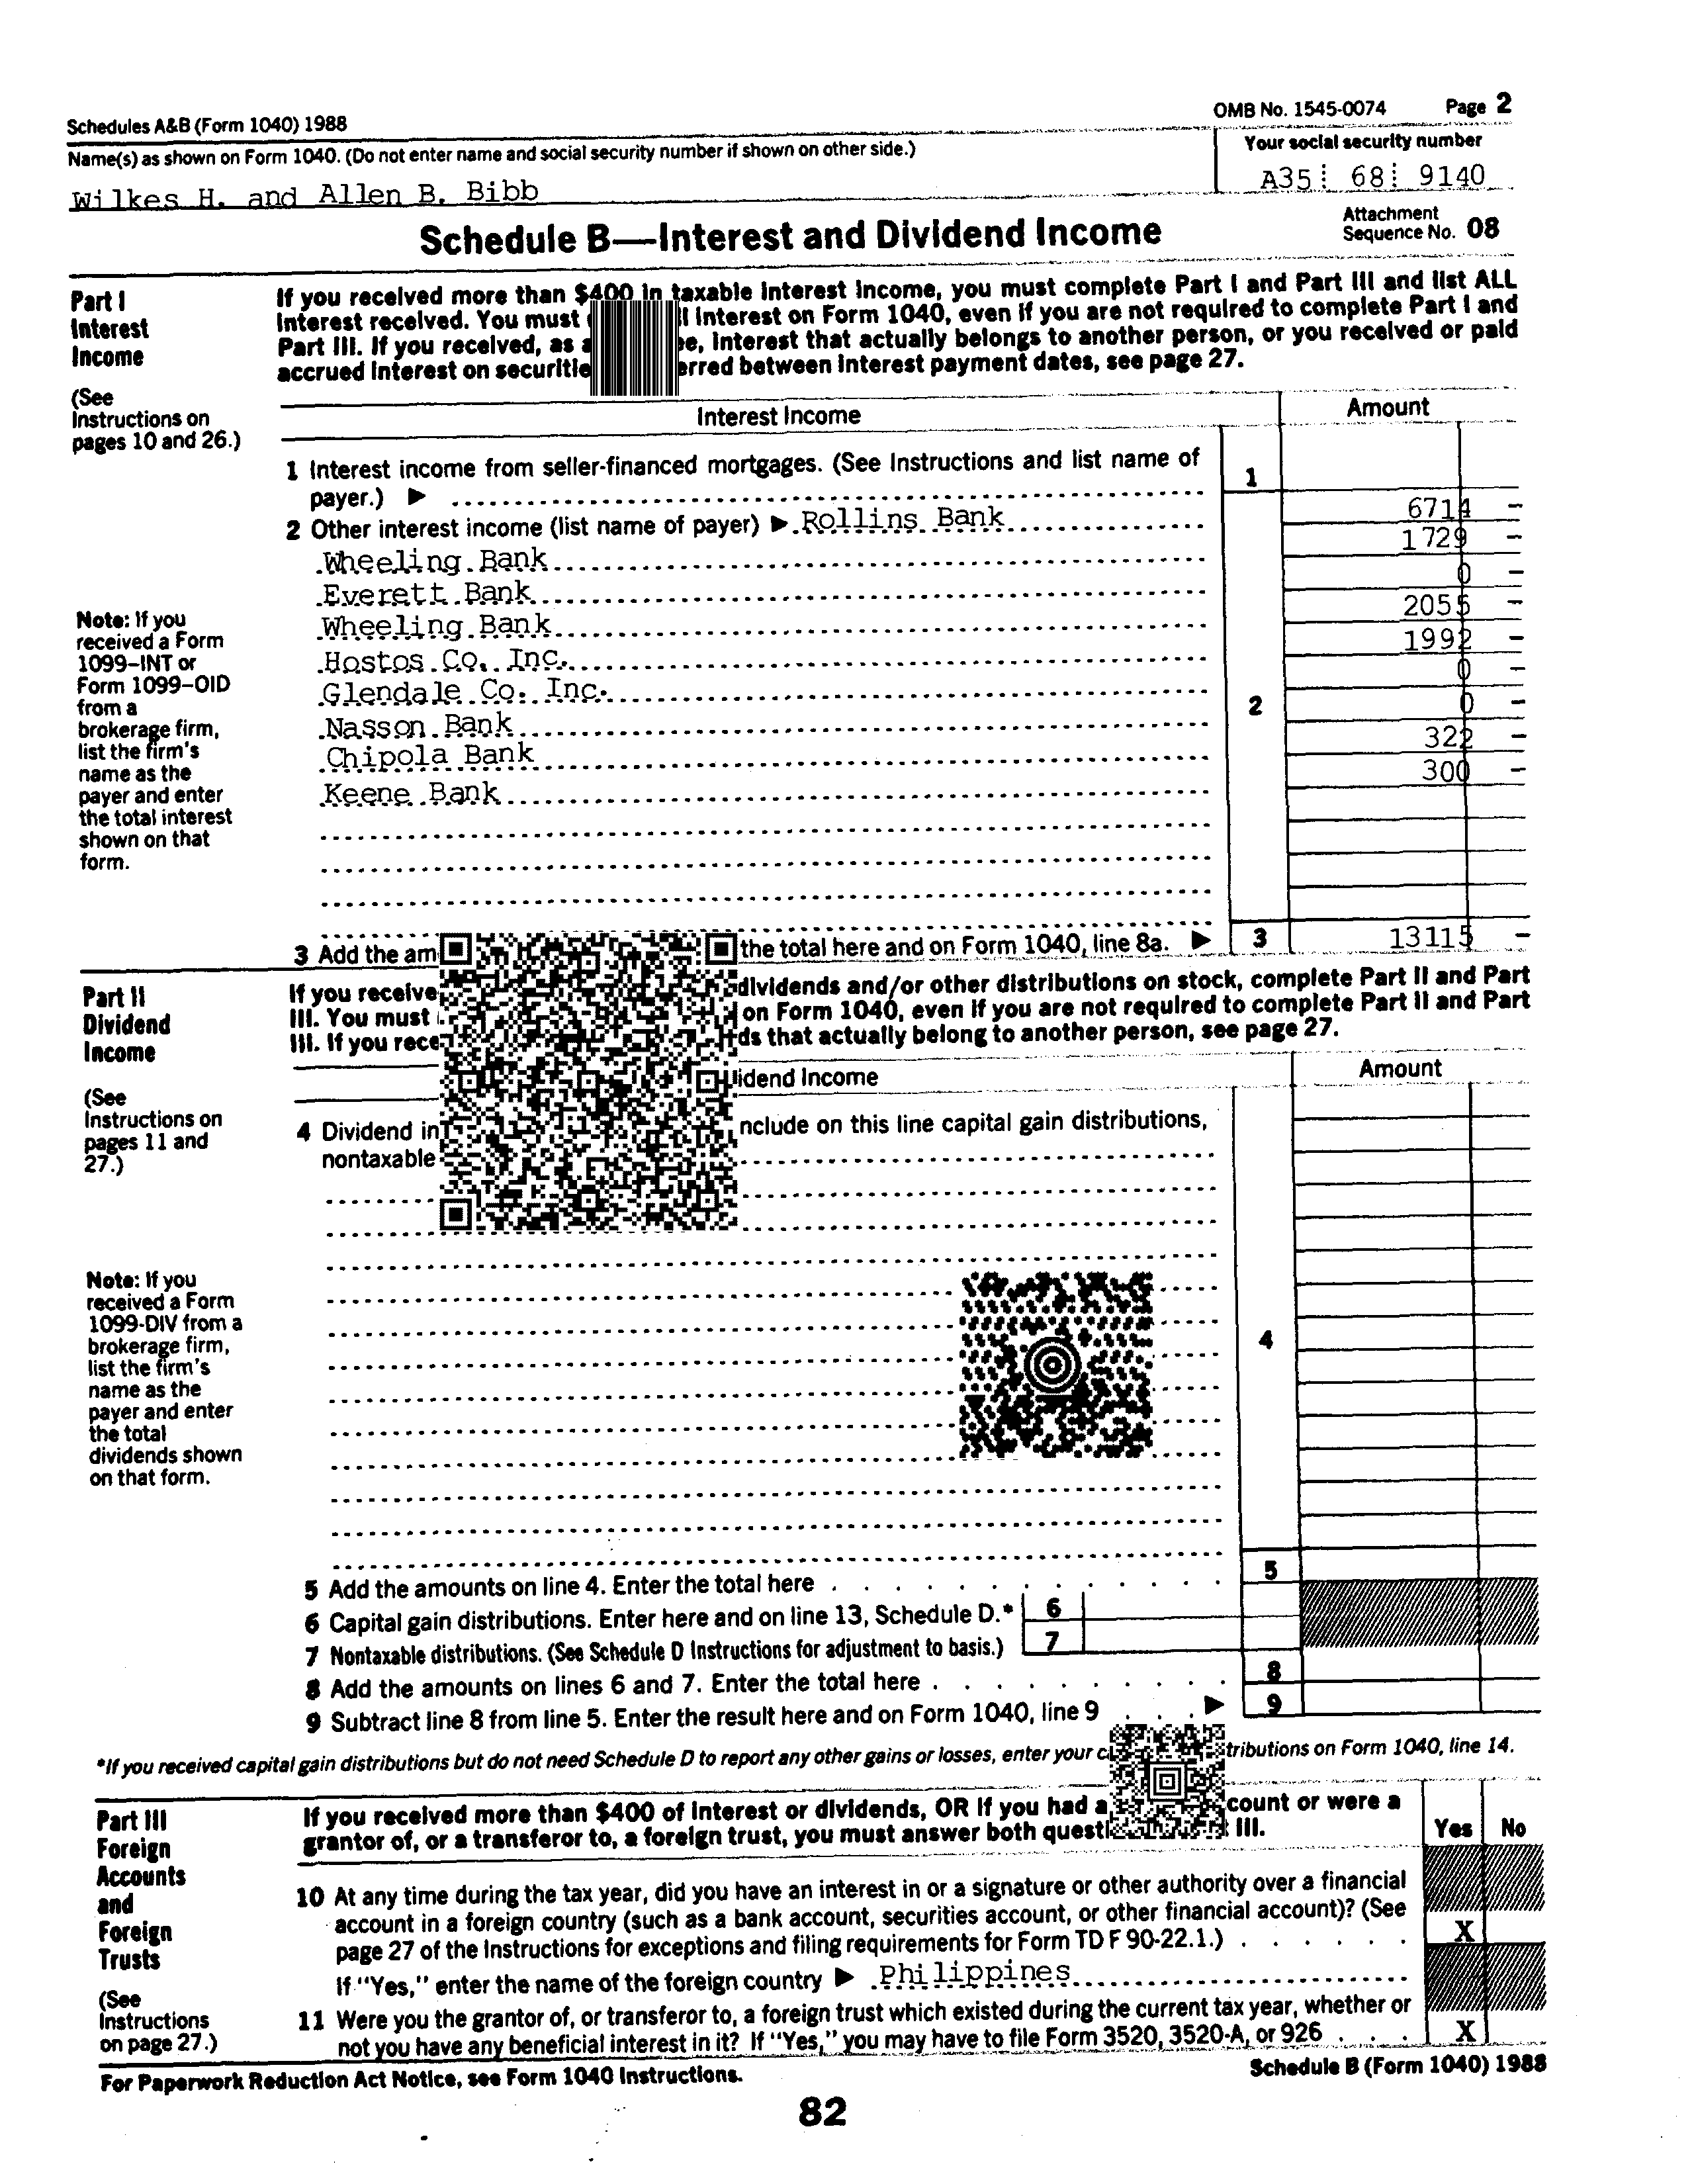 Schedules A&B (Form 1040) 1988
OMB No. 1545-0074 Page 2
Name(s) as shown on Form 1040. (Do not enter name and social security number if shown on other side.)
Your social security number
Wilkes H. and Allen B. Bibb
A35 68 9140
Schedule B—Interest and Dividend Income
Attachment
Sequence No. 08
Part I
Interest
Income
(See
Instructions on
pages 10 and 26.)
If you received more than $400 in taxable interest income, you must complete Part I and Part III and list ALL
interest received. You must interest on Form 1040, even if you are not required to complete Part I and
Part III. If you received, as interest that actually belongs to another person, or you received or paid
accrued interest on between interest payment dates, see page 27.
Interest Income
Amount
1 Interest income from seller-financed mortgages. (See Instructions and list name of
payer.) ▶
1
2 Other interest income (list name of payer) ▶ Rollins Bank
6714 –
Wheeling Bank
1729 –
Everett Bank
0 –
Wheeling Bank
2055 –
Hostos Co. Inc.
1992 –
Glendale Co. Inc.
0 –
Nasson Bank
2
0 –
Chipola Bank
322 –
Keene Bank
300 –
Note: If you
received a Form
1099–INT or
Form 1099–OID
from a
brokerage firm,
list the firm's
name as the
payer and enter
the total interest
shown on that
form.
3 Add the the total here and on Form 1040, line 8a. ▶
3
13115 –
Part II
Dividend
Income
(See
Instructions on
pages 11 and
27.)
If you dividends and/or other distributions on stock, complete Part II and Part
III. You must on Form 1040, even if you are not required to complete Part II and Part
III. If you that actually belong to another person, see page 27.
Income
Amount
4 Dividend on this line capital gain distributions,
nontaxable
4
Note: If you
received a Form
1099-DIV from a
brokerage firm,
list the firm's
name as the
payer and enter
the total
dividends shown
on that form.
5 Add the amounts on line 4. Enter the total here
5
6 Capital gain distributions. Enter here and on line 13, Schedule D.*
6
7 Nontaxable distributions. (See Schedule D Instructions for adjustment to basis.)
7
8 Add the amounts on lines 6 and 7. Enter the total here
8
9 Subtract line 8 from line 5. Enter the result here and on Form 1040, line 9 ▶
9
*If you received capital gain distributions but do not need Schedule D to report any other gains or losses, enter your on Form 1040, line 14.
Part III
Foreign
Accounts
and
Foreign
Trusts
(See
Instructions
on page 27.)
If you received more than $400 of interest or dividends, OR if you had a or were a
grantor of, or a transferor to, a foreign trust, you must answer both III.
Yes No
10 At any time during the tax year, did you have an interest in or a signature or other authority over a financial
account in a foreign country (such as a bank account, securities account, or other financial account)? (See
page 27 of the Instructions for exceptions and filing requirements for Form TD F 90-22.1.)
X
If "Yes," enter the name of the foreign country ▶ Philippines
11 Were you the grantor of, or transferor to, a foreign trust which existed during the current tax year, whether or
not you have any beneficial interest in it? If "Yes," you may have to file Form 3520, 3520-A, or 926
X
For Paperwork Reduction Act Notice, see Form 1040 Instructions.
Schedule B (Form 1040) 1988
82